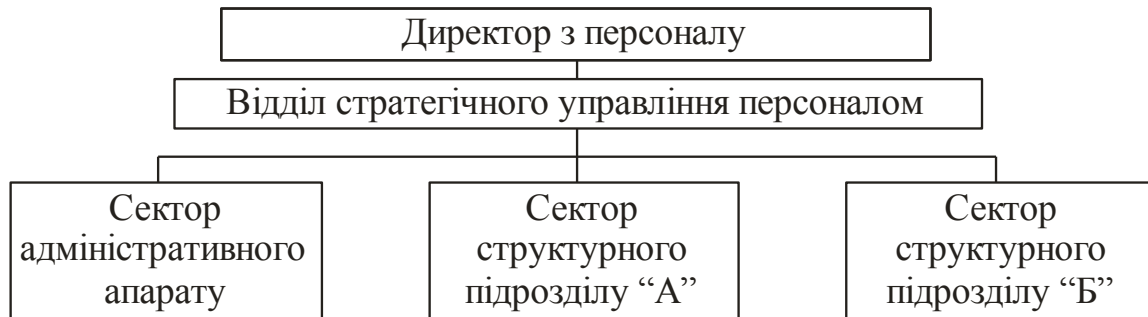 Директор з персоналу
Відділ стратегічного управління персоналом
Сектор
адміністративного
апарату
Сектор
структурного
підрозділу “А”
Сектор
структурного
підрозділу “Б”